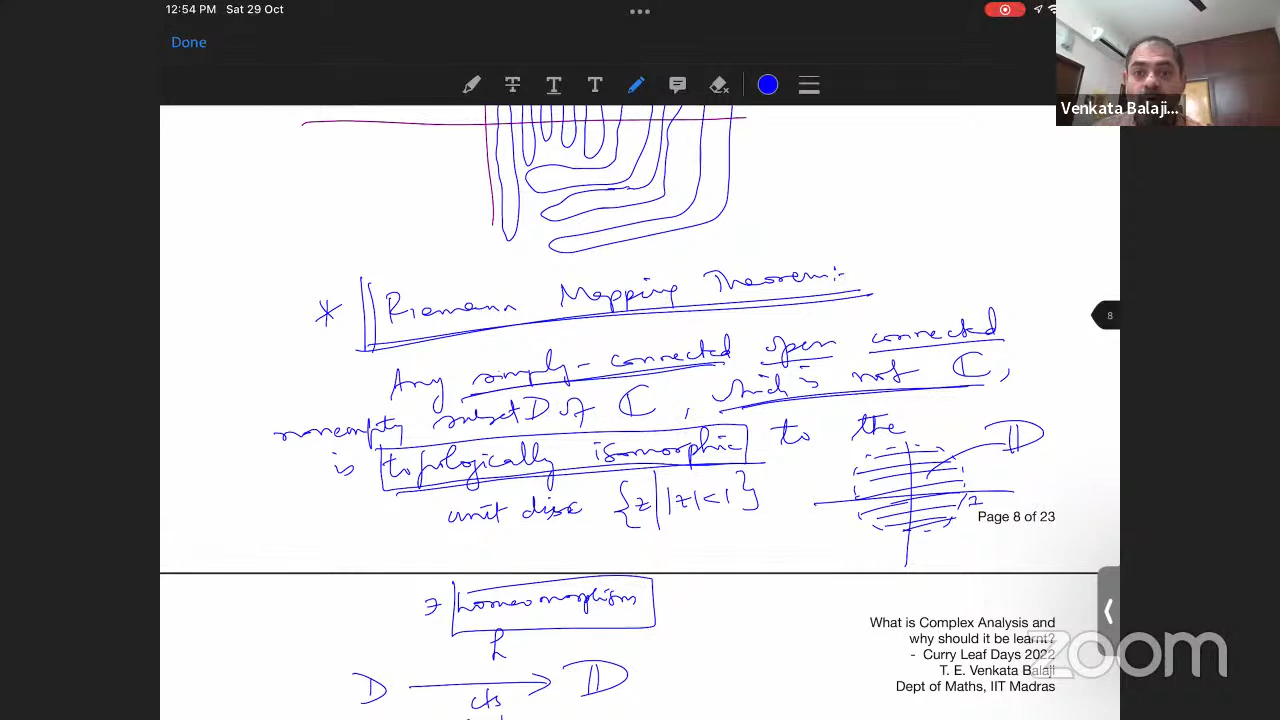 12:54 PM Sat 29 Oct
Done
Venkata Balaji...
* Riemann Mapping Theorem:-
Any simply-connected open connected
nonempty subset D of ℂ, which is not ℂ,
is topologically isomorphic to the
unit disc {z | |z|<1}
𝔻
1
8
Page 8 of 23
∃ homeomorphism
h
D → 𝔻
cts
What is Complex Analysis and
why should it be learnt?
- Curry Leaf Days 2022
T. E. Venkata Balaji
Dept of Maths, IIT Madras
zoom